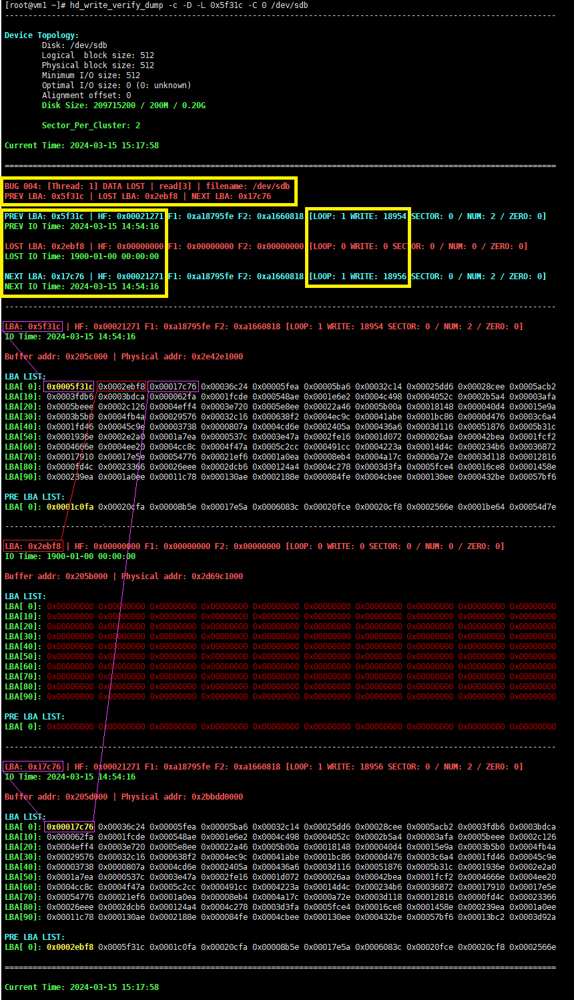 [root@vm1 ~]# hd_write_verify_dump -c -D -L 0x5f31c -C 0 /dev/sdb
----------------------------------------------------------------------------------------------------------------------
Device Topology:
Disk: /dev/sdb
Logical  block size: 512
Physical block size: 512
Minimum I/O size: 512
Optimal I/O size: 0 (0: unknown)
Alignment offset: 0
Disk Size: 209715200 / 200M / 0.20G
Sector_Per_Cluster: 2
Current Time: 2024-03-15 15:17:58
======================================================================================================================
BUG 004: [Thread: 1] DATA LOST | read[3] | filename: /dev/sdb
PREV LBA: 0x5f31c | LOST LBA: 0x2ebf8 | NEXT LBA: 0x17c76
PREV LBA: 0x5f31c | HF: 0x00021271 F1: 0xa18795fe F2: 0xa1660818 [LOOP: 1 WRITE: 18954 SECTOR: 0 / NUM: 2 / ZERO: 0]
PREV IO Time: 2024-03-15 14:54:16
LOST LBA: 0x2ebf8 | HF: 0x00000000 F1: 0x00000000 F2: 0x00000000 [LOOP: 0 WRITE: 0 SECTOR: 0 / NUM: 0 / ZERO: 0]
LOST IO Time: 1900-01-00 00:00:00
NEXT LBA: 0x17c76 | HF: 0x00021271 F1: 0xa18795fe F2: 0xa1660818 [LOOP: 1 WRITE: 18956 SECTOR: 0 / NUM: 2 / ZERO: 0]
NEXT IO Time: 2024-03-15 14:54:16
----------------------------------------------------------------------------------------------------------------------
LBA: 0x5f31c | HF: 0x00021271 F1: 0xa18795fe F2: 0xa1660818 [LOOP: 1 WRITE: 18954 SECTOR: 0 / NUM: 2 / ZERO: 0]
IO Time: 2024-03-15 14:54:16
Buffer addr: 0x205c000 | Physical addr: 0x2e42e1000
LBA LIST:
LBA[ 0]: 0x0005f31c 0x0002ebf8 0x00017c76 0x00036c24 0x00005fea 0x00005ba6 0x00032c14 0x00025dd6 0x00028cee 0x0005acb2
LBA[10]: 0x0003fdb6 0x0003bdca 0x000062fa 0x0001fcde 0x000548ae 0x0001e6e2 0x0004c498 0x0004052c 0x0002b5a4 0x00003afa
LBA[20]: 0x0005beee 0x0002c126 0x0004eff4 0x0003e720 0x0005e8ee 0x00022a46 0x0005b00a 0x00018148 0x000040d4 0x00015e9a
LBA[30]: 0x0003b5b0 0x0004fb4a 0x00029576 0x00032c16 0x000638f2 0x0004ec9c 0x00041abe 0x0001bc86 0x0000d476 0x0003c6a4
LBA[40]: 0x0001fd46 0x00045c9e 0x00003738 0x0000807a 0x0004cd6e 0x0002405a 0x000436a6 0x0003d116 0x00051876 0x0005b31c
LBA[50]: 0x0001936e 0x0002e2a0 0x0001a7ea 0x0000537c 0x0003e47a 0x0002fe16 0x0001d072 0x000026aa 0x00042bea 0x0001fcf2
LBA[60]: 0x0004666e 0x0004ee20 0x0004cc8c 0x0004f47a 0x0005c2cc 0x000491cc 0x0004223a 0x00014d4c 0x000234b6 0x00036872
LBA[70]: 0x00017910 0x00017e5e 0x00054776 0x00021ef6 0x0001a0ea 0x00008eb4 0x0004a17c 0x0000a72e 0x0003d118 0x00012816
LBA[80]: 0x0000fd4c 0x00023366 0x00026eee 0x0002dcb6 0x000124a4 0x0004c278 0x0003d3fa 0x0005fce4 0x00016ce8 0x0001458e
LBA[90]: 0x000239ea 0x0001a0ee 0x00011c78 0x000130ae 0x0002188e 0x000084fe 0x0004cbee 0x000130ee 0x000432be 0x00057bf6
PRE LBA LIST:
LBA[ 0]: 0x0001c0fa 0x00020cfa 0x00008b5e 0x00017e5a 0x0006083c 0x00020fce 0x00020cf8 0x0002566e 0x0001be64 0x00054d7e
----------------------------------------------------------------------------------------------------------------------
LBA: 0x2ebf8 | HF: 0x00000000 F1: 0x00000000 F2: 0x00000000 [LOOP: 0 WRITE: 0 SECTOR: 0 / NUM: 0 / ZERO: 0]
IO Time: 1900-01-00 00:00:00
Buffer addr: 0x205b000 | Physical addr: 0x2d69c1000
LBA LIST:
LBA[ 0]: 0x00000000 0x00000000 0x00000000 0x00000000 0x00000000 0x00000000 0x00000000 0x00000000 0x00000000 0x00000000
LBA[10]: 0x00000000 0x00000000 0x00000000 0x00000000 0x00000000 0x00000000 0x00000000 0x00000000 0x00000000 0x00000000
LBA[20]: 0x00000000 0x00000000 0x00000000 0x00000000 0x00000000 0x00000000 0x00000000 0x00000000 0x00000000 0x00000000
LBA[30]: 0x00000000 0x00000000 0x00000000 0x00000000 0x00000000 0x00000000 0x00000000 0x00000000 0x00000000 0x00000000
LBA[40]: 0x00000000 0x00000000 0x00000000 0x00000000 0x00000000 0x00000000 0x00000000 0x00000000 0x00000000 0x00000000
LBA[50]: 0x00000000 0x00000000 0x00000000 0x00000000 0x00000000 0x00000000 0x00000000 0x00000000 0x00000000 0x00000000
LBA[60]: 0x00000000 0x00000000 0x00000000 0x00000000 0x00000000 0x00000000 0x00000000 0x00000000 0x00000000 0x00000000
LBA[70]: 0x00000000 0x00000000 0x00000000 0x00000000 0x00000000 0x00000000 0x00000000 0x00000000 0x00000000 0x00000000
LBA[80]: 0x00000000 0x00000000 0x00000000 0x00000000 0x00000000 0x00000000 0x00000000 0x00000000 0x00000000 0x00000000
LBA[90]: 0x00000000 0x00000000 0x00000000 0x00000000 0x00000000 0x00000000 0x00000000 0x00000000 0x00000000 0x00000000
PRE LBA LIST:
LBA[ 0]: 0x00000000 0x00000000 0x00000000 0x00000000 0x00000000 0x00000000 0x00000000 0x00000000 0x00000000 0x00000000
----------------------------------------------------------------------------------------------------------------------
LBA: 0x17c76 | HF: 0x00021271 F1: 0xa18795fe F2: 0xa1660818 [LOOP: 1 WRITE: 18956 SECTOR: 0 / NUM: 2 / ZERO: 0]
IO Time: 2024-03-15 14:54:16
Buffer addr: 0x205d000 | Physical addr: 0x2bbdd0000
LBA LIST:
LBA[ 0]: 0x00017c76 0x00036c24 0x00005fea 0x00005ba6 0x00032c14 0x00025dd6 0x00028cee 0x0005acb2 0x0003fdb6 0x0003bdca
LBA[10]: 0x000062fa 0x0001fcde 0x000548ae 0x0001e6e2 0x0004c498 0x0004052c 0x0002b5a4 0x00003afa 0x0005beee 0x0002c126
LBA[20]: 0x0004eff4 0x0003e720 0x0005e8ee 0x00022a46 0x0005b00a 0x00018148 0x000040d4 0x00015e9a 0x0003b5b0 0x0004fb4a
LBA[30]: 0x00029576 0x00032c16 0x000638f2 0x0004ec9c 0x00041abe 0x0001bc86 0x0000d476 0x0003c6a4 0x0001fd46 0x00045c9e
LBA[40]: 0x00003738 0x0000807a 0x0004cd6e 0x0002405a 0x000436a6 0x0003d116 0x00051876 0x0005b31c 0x0001936e 0x0002e2a0
LBA[50]: 0x0001a7ea 0x0000537c 0x0003e47a 0x0002fe16 0x0001d072 0x000026aa 0x00042bea 0x0001fcf2 0x0004666e 0x0004ee20
LBA[60]: 0x0004cc8c 0x0004f47a 0x0005c2cc 0x000491cc 0x0004223a 0x00014d4c 0x000234b6 0x00036872 0x00017910 0x00017e5e
LBA[70]: 0x00054776 0x00021ef6 0x0001a0ea 0x00008eb4 0x0004a17c 0x0000a72e 0x0003d118 0x00012816 0x0000fd4c 0x00023366
LBA[80]: 0x00026eee 0x0002dcb6 0x000124a4 0x0004c278 0x0003d3fa 0x0005fce4 0x00016ce8 0x0001458e 0x000239ea 0x0001a0ee
LBA[90]: 0x00011c78 0x000130ae 0x0002188e 0x000084fe 0x0004cbee 0x000130ee 0x000432be 0x00057bf6 0x00013bc2 0x0003d92a
PRE LBA LIST:
LBA[ 0]: 0x0002ebf8 0x0005f31c 0x0001c0fa 0x00020cfa 0x00008b5e 0x00017e5a 0x0006083c 0x00020fce 0x00020cf8 0x0002566e
======================================================================================================================
Current Time: 2024-03-15 15:17:58